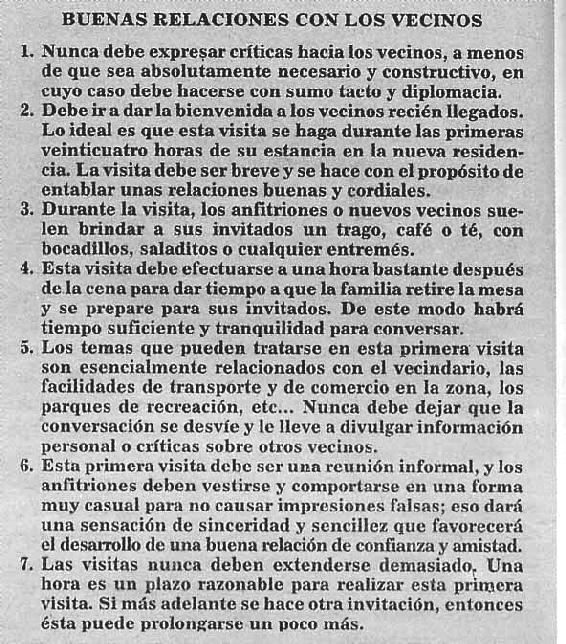 BUENAS RELACIONES CON LOS VECINOS
1. Nunca debe expresar críticas hacia los vecinos, a menos
de que sea absolutamente necesario y constructivo, en
cuyo caso debe hacerse con sumo tacto y diplomacia.
2. Debe ir a dar la bienvenida a los vecinos recién llegados.
Lo ideal es que esta visita se haga durante las primeras
veinticuatro horas de su estancia en la nueva residen-
cia. La visita debe ser breve y se hace con el propósito de
entablar unas relaciones buenas y cordiales.
3. Durante la visita, los anfitriones o nuevos vecinos sue-
len brindar a sus invitados un trago, café o té, con
bocadillos, saladitos o cualquier entremés.
4. Esta visita debe efectuarse a una hora bastante después
de la cena para dar tiempo a que la familia retire la mesa
y se prepare para sus invitados. De este modo habrá
tiempo suficiente y tranquilidad para conversar.
5. Los temas que pueden tratarse en esta primera visita
son esencialmente relacionados con el vecindario, las
facilidades de transporte y de comercio en la zona, los
parques de recreación, etc... Nunca debe dejar que la
conversación se desvíe y le lleve a divulgar información
personal o críticas sobre otros vecinos.
6. Esta primera visita debe ser una reunión informal, y los
anfitriones deben vestirse y comportarse en una forma
muy casual para no causar impresiones falsas; eso dará
una sensación de sinceridad y sencillez que favorecerá
el desarrollo de una buena relación de confianza y amistad.
7. Las visitas nunca deben extenderse demasiado. Una
hora es un plazo razonable para realizar esta primera
visita. Si más adelante se hace otra invitación, entonces
ésta puede prolongarse un poco más.